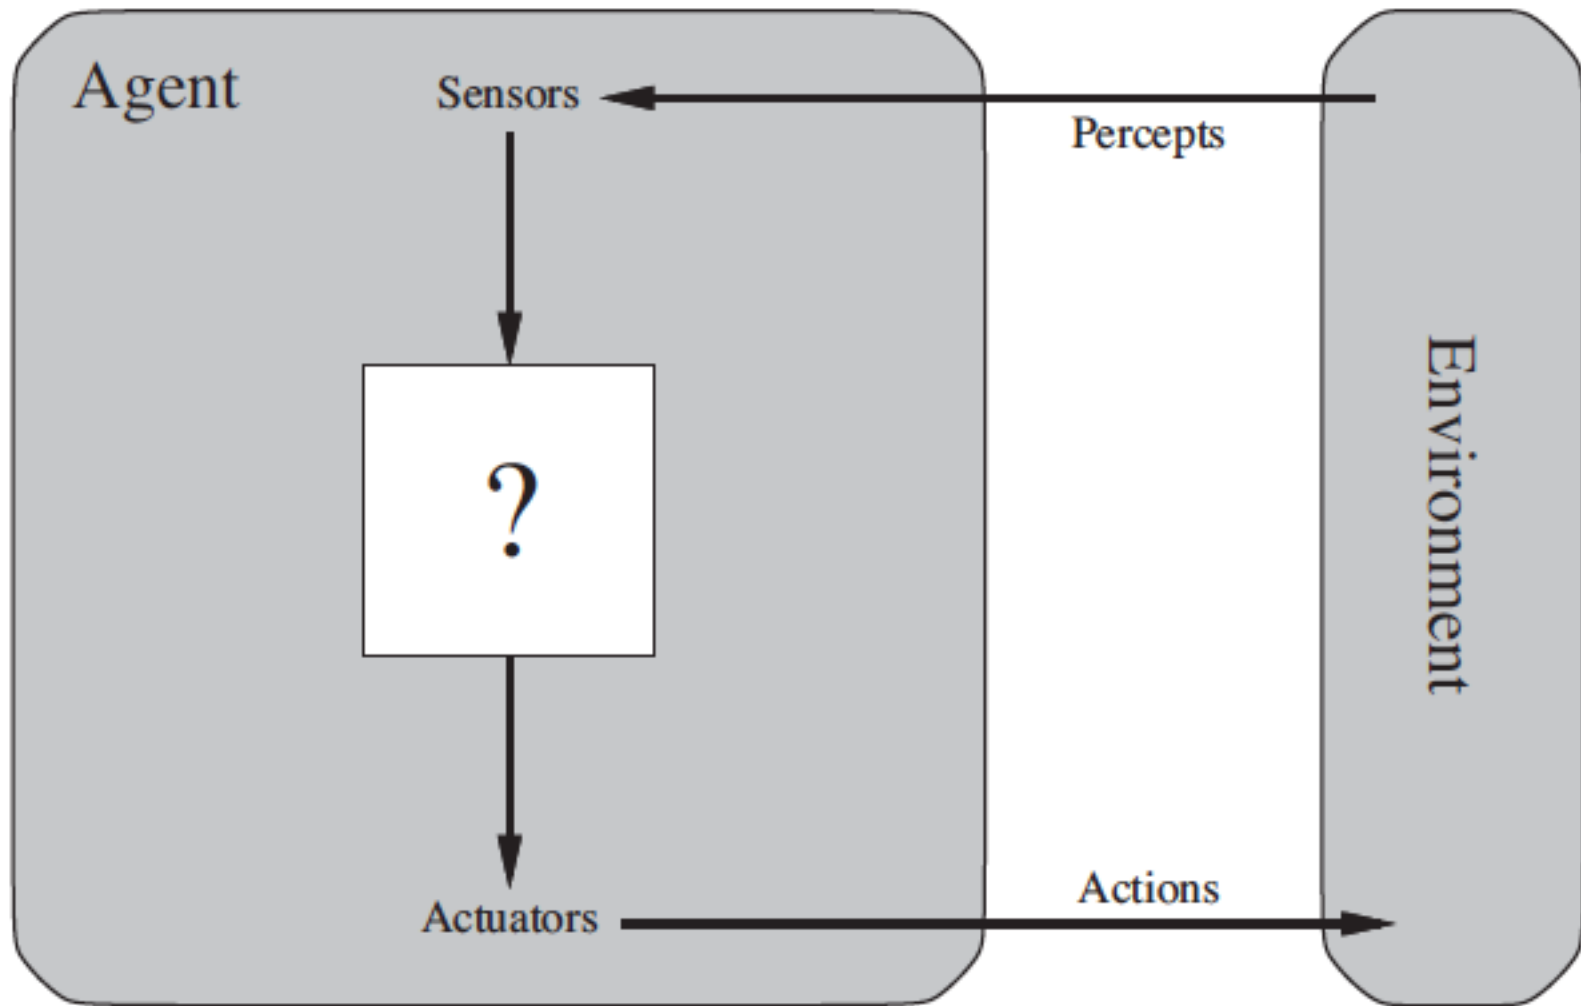 Agent
Sensors
Percepts
?
Environment
Actions
Actuators